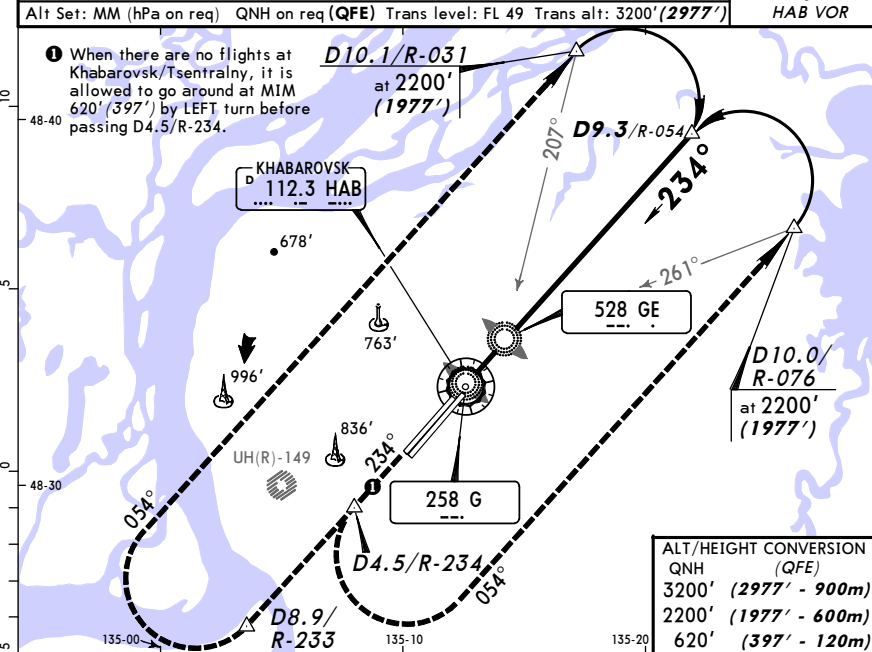 Alt Set: MM (hPa on req) QNH on req (QFE) Trans level: FL 49 Trans alt: 3200' (2977')
HAB VOR
1 When there are no flights at
Khabarovsk/Tsentralny, it is
allowed to go around at MIM
620' (397') by LEFT turn before
passing D4.5/R-234.
D10.1/R-031
at 2200'
(1977')
10
48-40
207°
D9.3/R-054
234°
KHABAROVSK
D 112.3 HAB
678'
261°
5
528 GE
763'
D10.0/
R-076
at 2200'
(1977')
996'
836'
234°
UH(R)-149
0
48-30
1
258 G
054°
D4.5/R-234
054°
D8.9/
R-233
5
135-00
135-10
135-20
ALT/HEIGHT CONVERSION
QNH (QFE)
3200' (2977' - 900m)
2200' (1977' - 600m)
620' (397' - 120m)